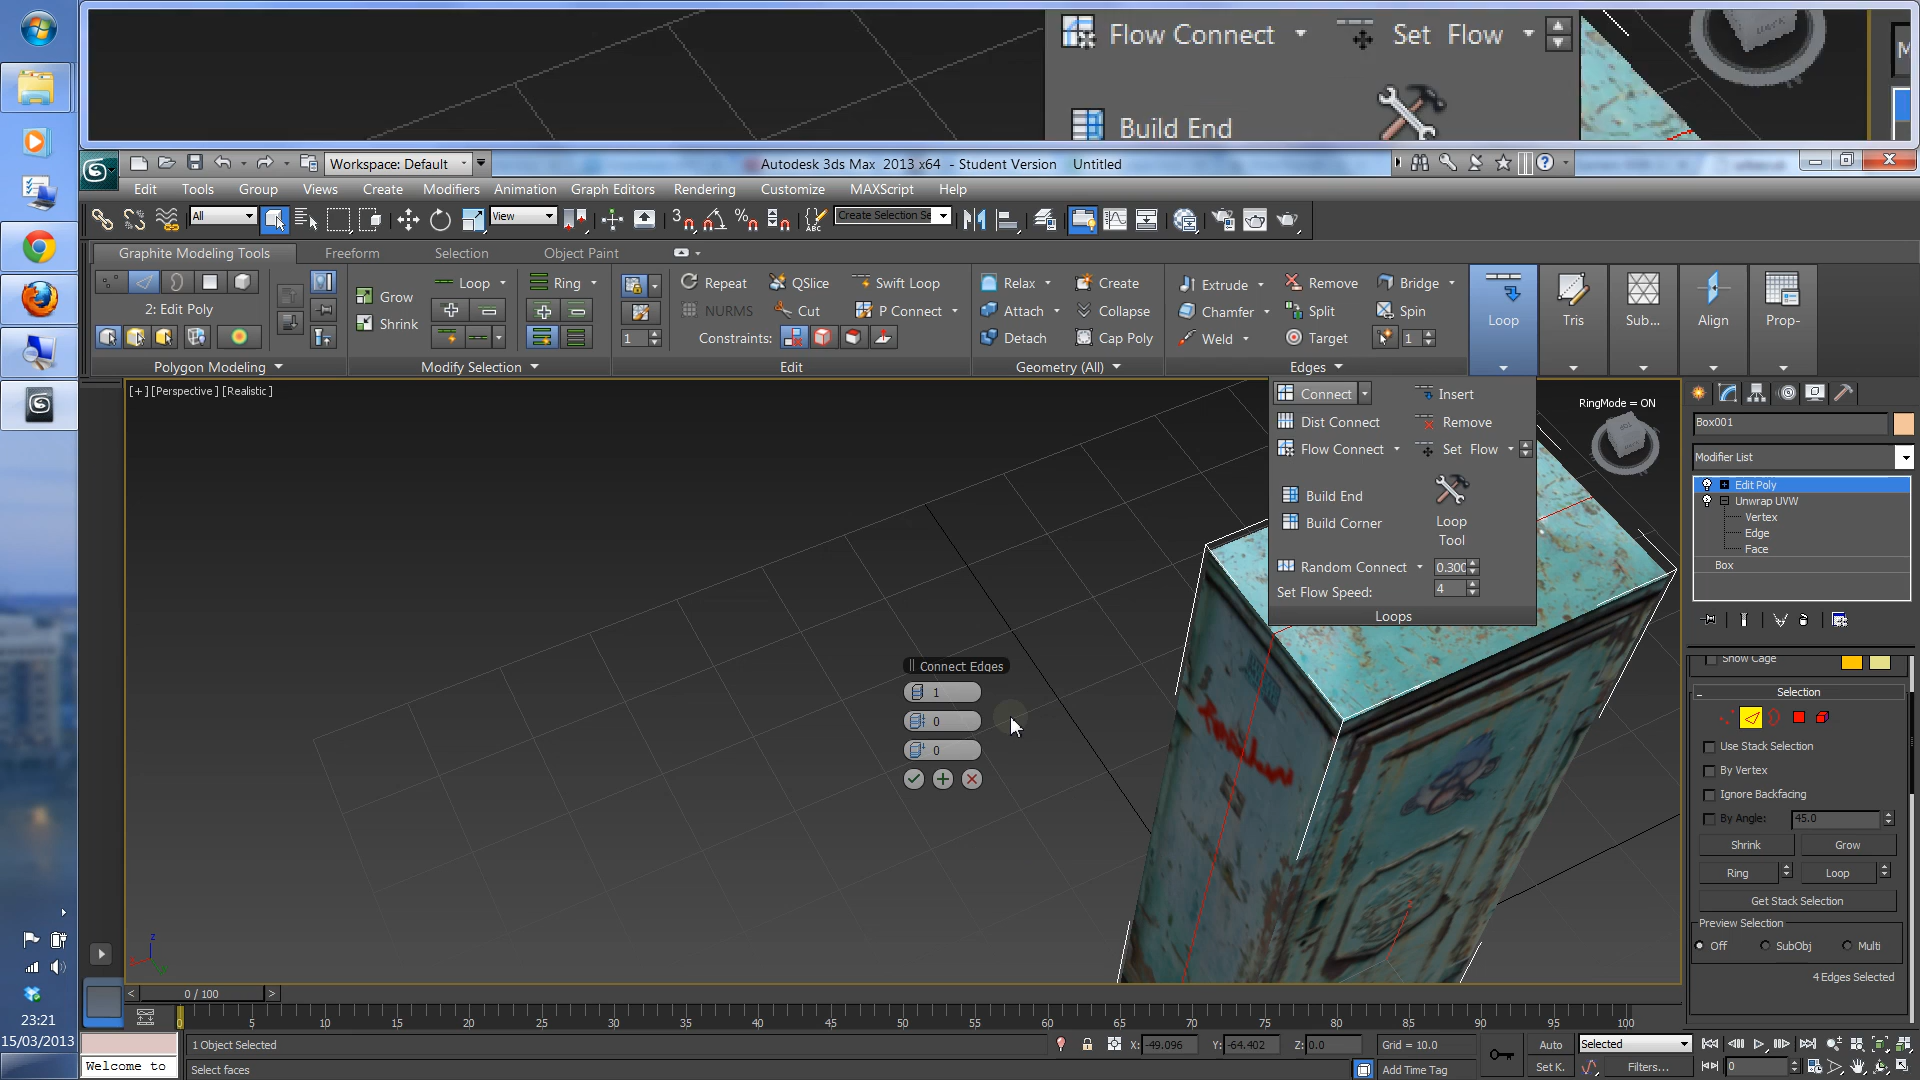 Flow Connect
Set Flow
Build End
Workspace: Default
Autodesk 3ds Max 2013 x64 - Student Version Untitled
Edit Tools Group Views Create Modifiers Animation Graph Editors Rendering Customize MAXScript Help
All
View
Create Selection Se
Graphite Modeling Tools Freeform Selection Object Paint
Loop Ring Repeat QSlice Swift Loop Relax Create Extrude Remove Bridge
Grow NURMS Cut P Connect Attach Collapse Chamfer Split Spin Loop Tris Sub... Align Prop-
2: Edit Poly
Shrink 1 Constraints: Detach Cap Poly Weld Target 1
Polygon Modeling Modify Selection Edit Geometry (All) Edges
[+][Perspective][Realistic]
Connect Insert
Dist Connect Remove
Flow Connect Set Flow
Build End
Build Corner
Loop
Tool
Random Connect 0.300
Set Flow Speed: 4
Loops
RingMode = ON
Connect Edges
1
0
0
Box001
Modifier List
Edit Poly
Unwrap UVW
Vertex
Edge
Face
Box
Show Cage
Selection
Use Stack Selection
By Vertex
Ignore Backfacing
By Angle: 45.0
Shrink Grow
Ring Loop
Get Stack Selection
Preview Selection
Off SubObj Multi
4 Edges Selected
z
0 / 100
0 5 10 15 20 25 30 35 40 45 50 55 60 65 70 75 80 85 90 95 100
23:21
15/03/2013
Welcome to
1 Object Selected
Select faces
X: -49.096 Y: -64.402 Z: 0.0 Grid = 10.0
Add Time Tag
Auto Selected
Set K. Filters...
0